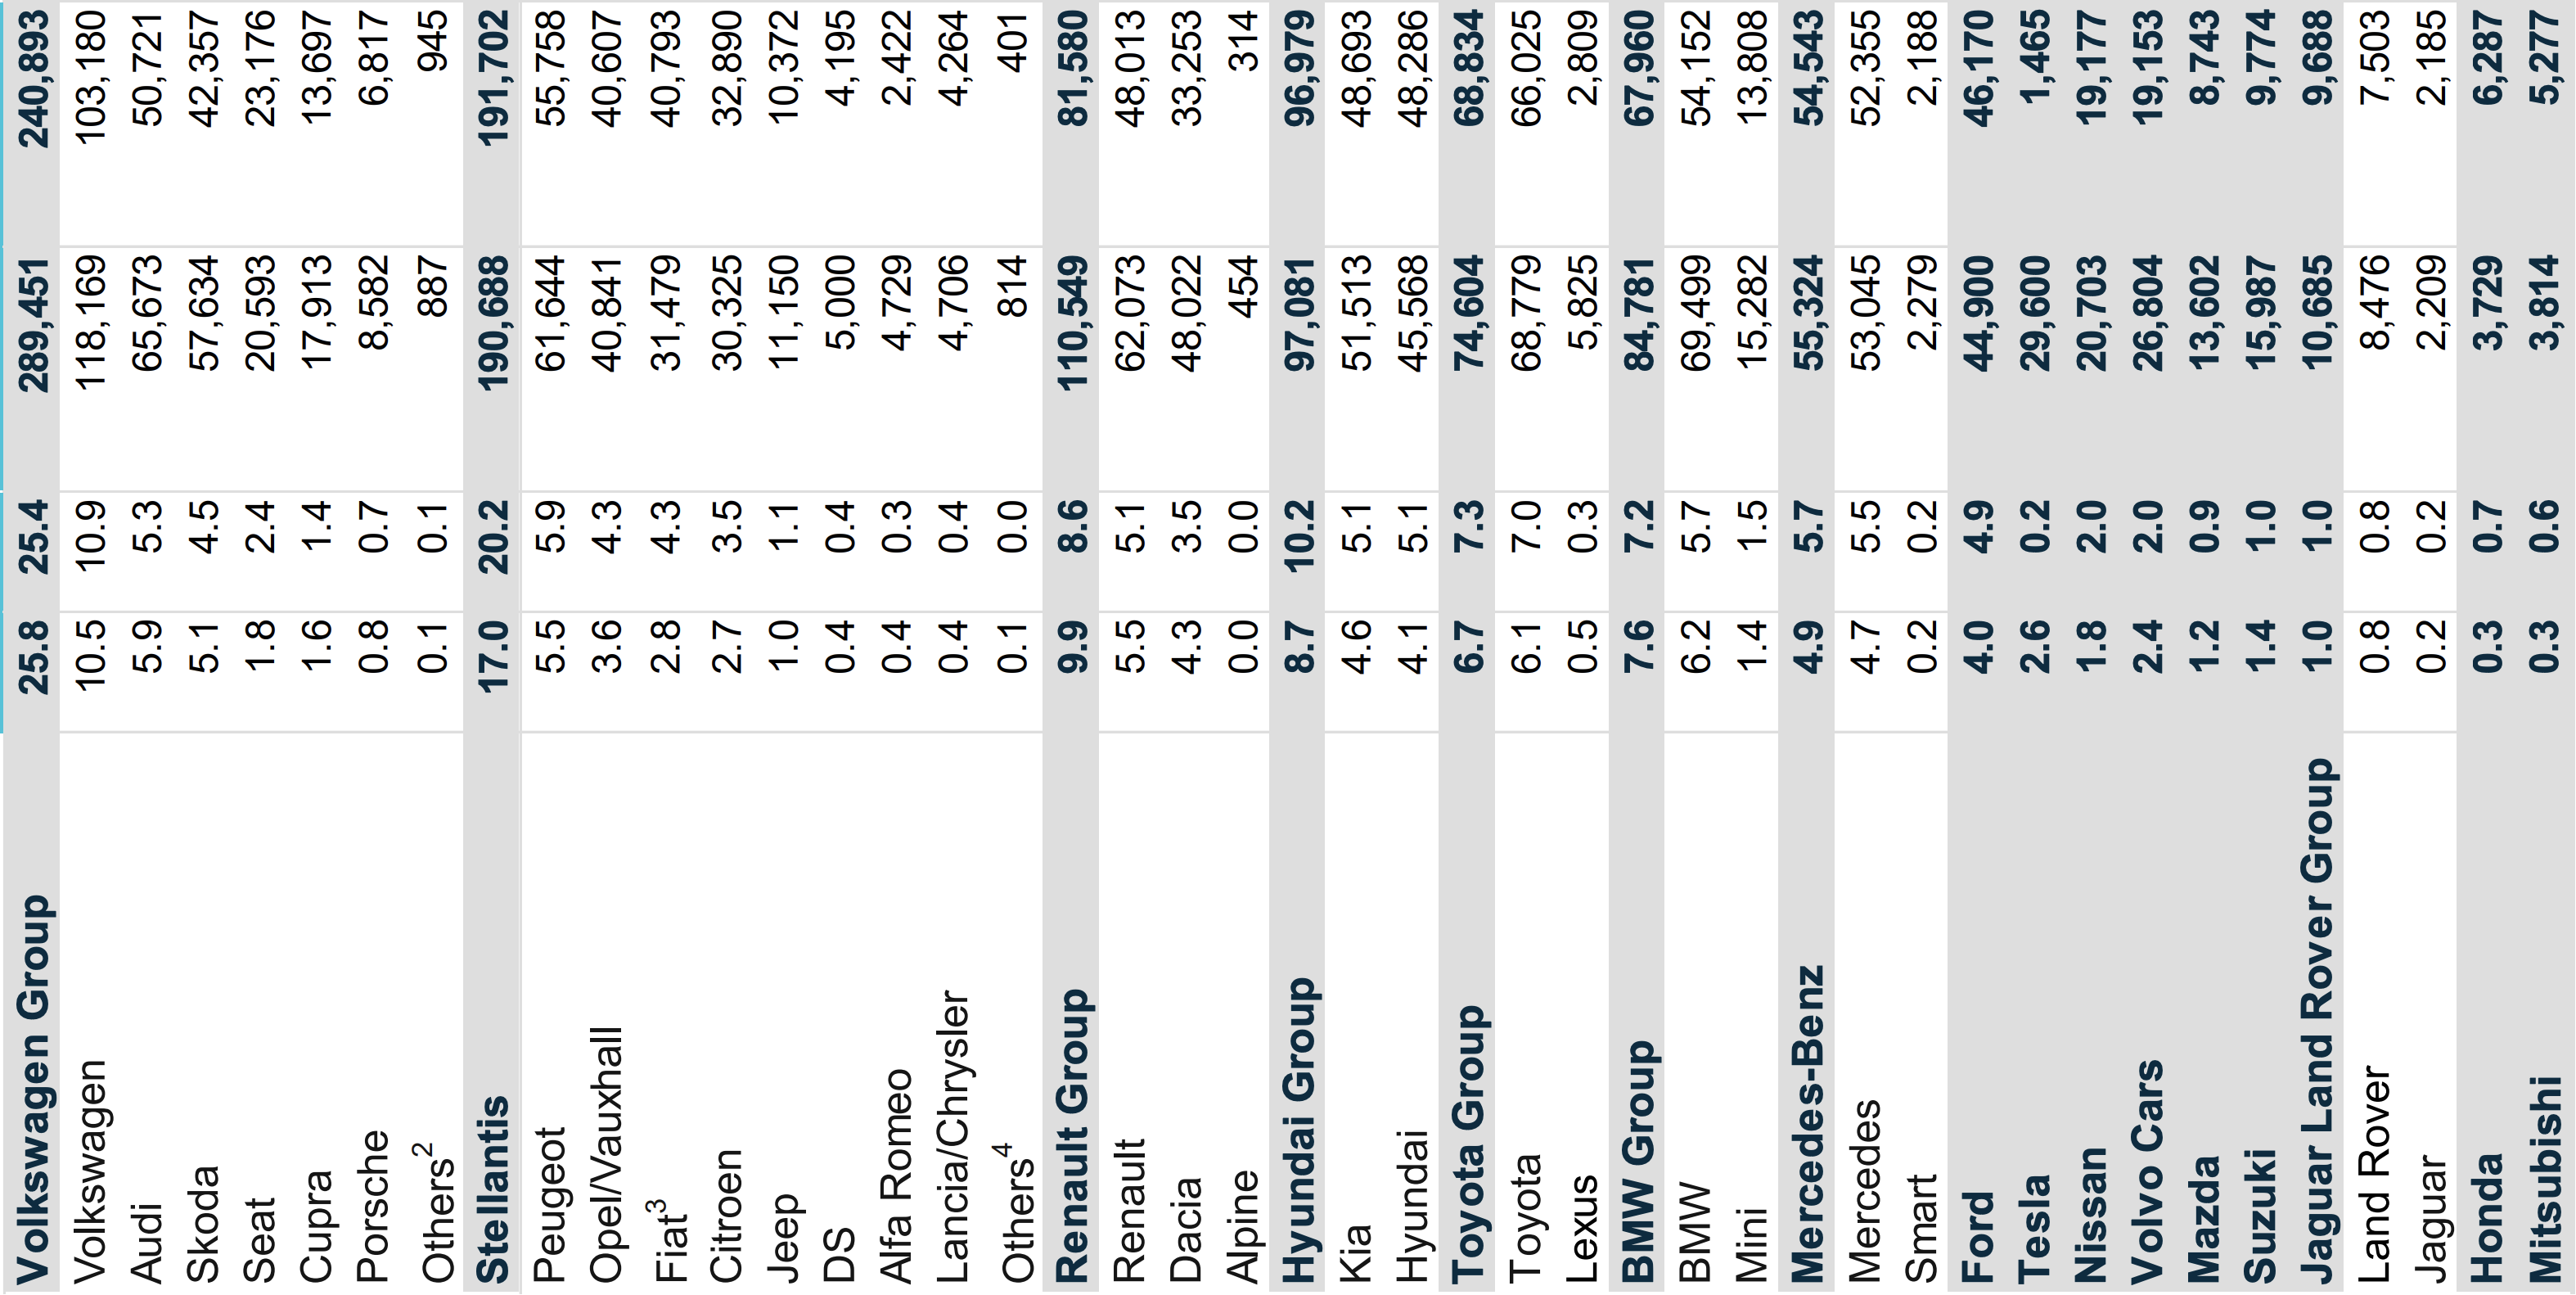 Volkswagen Group 25.8 25.4 289,451 240,893
Volkswagen 10.5 10.9 118,169 103,180
Audi 5.9 5.3 65,673 50,721
Skoda 5.1 4.5 57,634 42,357
Seat 1.8 2.4 20,593 23,176
Cupra 1.6 1.4 17,913 13,697
Porsche 0.8 0.7 8,582 6,817
Others2 0.1 0.1 887 945
Stellantis 17.0 20.2 190,688 191,702
Peugeot 5.5 5.9 61,644 55,758
Opel/Vauxhall 3.6 4.3 40,841 40,607
Fiat3 2.8 4.3 31,479 40,793
Citroen 2.7 3.5 30,325 32,890
Jeep 1.0 1.1 11,150 10,372
DS 0.4 0.4 5,000 4,195
Alfa Romeo 0.4 0.3 4,729 2,422
Lancia/Chrysler 0.4 0.4 4,706 4,264
Others4 0.1 0.0 814 401
Renault Group 9.9 8.6 110,549 81,580
Renault 5.5 5.1 62,073 48,013
Dacia 4.3 3.5 48,022 33,253
Alpine 0.0 0.0 454 314
Hyundai Group 8.7 10.2 97,081 96,979
Kia 4.6 5.1 51,513 48,693
Hyundai 4.1 5.1 45,568 48,286
Toyota Group 6.7 7.3 74,604 68,834
Toyota 6.1 7.0 68,779 66,025
Lexus 0.5 0.3 5,825 2,809
BMW Group 7.6 7.2 84,781 67,960
BMW 6.2 5.7 69,499 54,152
Mini 1.4 1.5 15,282 13,808
Mercedes-Benz 4.9 5.7 55,324 54,543
Mercedes 4.7 5.5 53,045 52,355
Smart 0.2 0.2 2,279 2,188
Ford 4.0 4.9 44,900 46,170
Tesla 2.6 0.2 29,600 1,465
Nissan 1.8 2.0 20,703 19,177
Volvo Cars 2.4 2.0 26,804 19,153
Mazda 1.2 0.9 13,602 8,743
Suzuki 1.4 1.0 15,987 9,774
Jaguar Land Rover Group 1.0 1.0 10,685 9,688
Land Rover 0.8 0.8 8,476 7,503
Jaguar 0.2 0.2 2,209 2,185
Honda 0.3 0.7 3,729 6,287
Mitsubishi 0.3 0.6 3,814 5,277